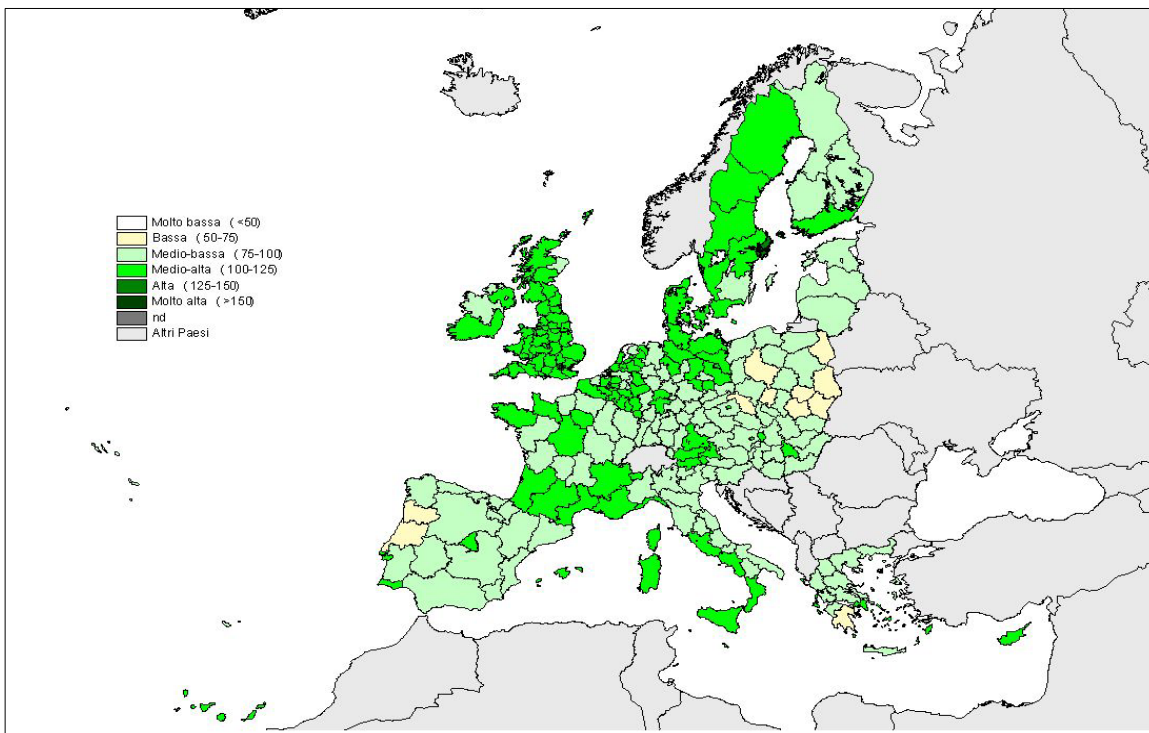 Molto bassa (<50)
Bassa (50-75)
Medio-bassa (75-100)
Medio-alta (100-125)
Alta (125-150)
Molto alta (>150)
nd
Altri Paesi